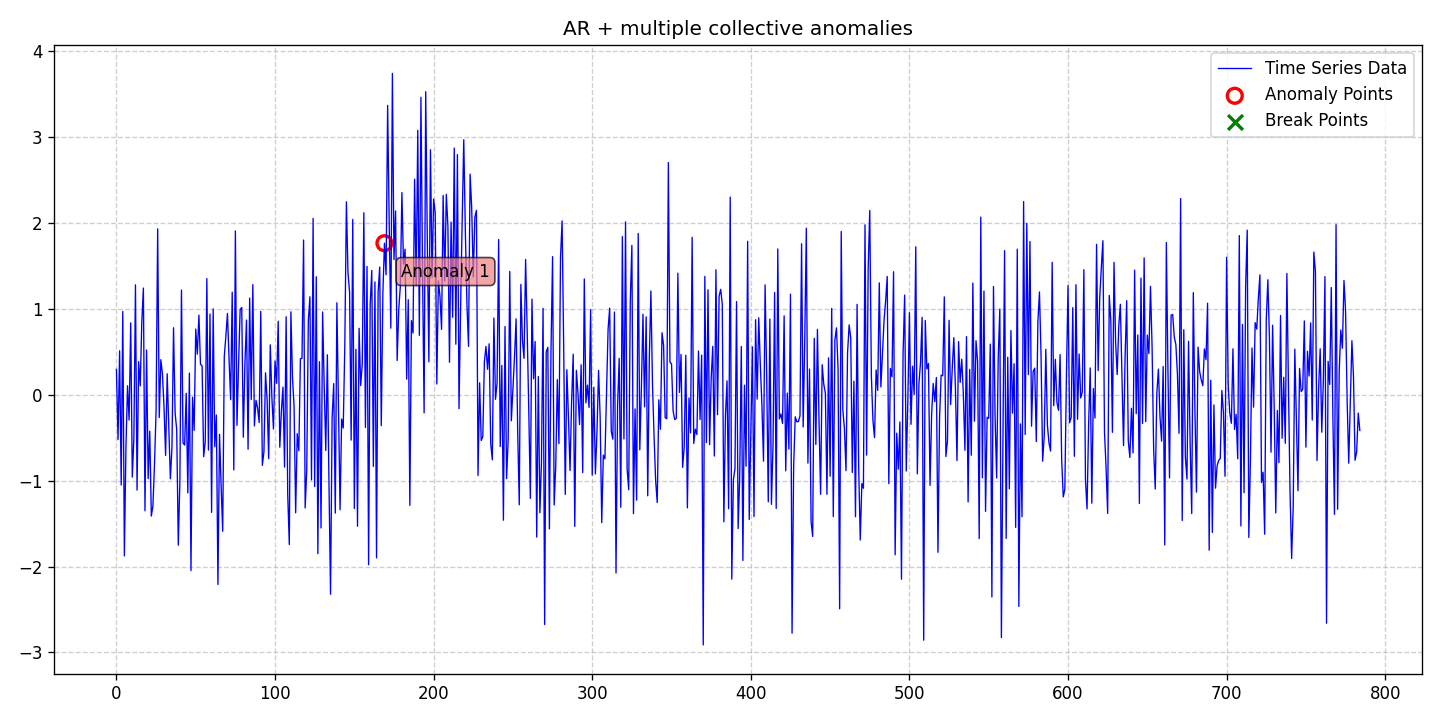 AR + multiple collective anomalies
Time Series Data
Anomaly Points
Break Points
Anomaly 1
4
3
2
1
0
−1
−2
−3
0 100 200 300 400 500 600 700 800